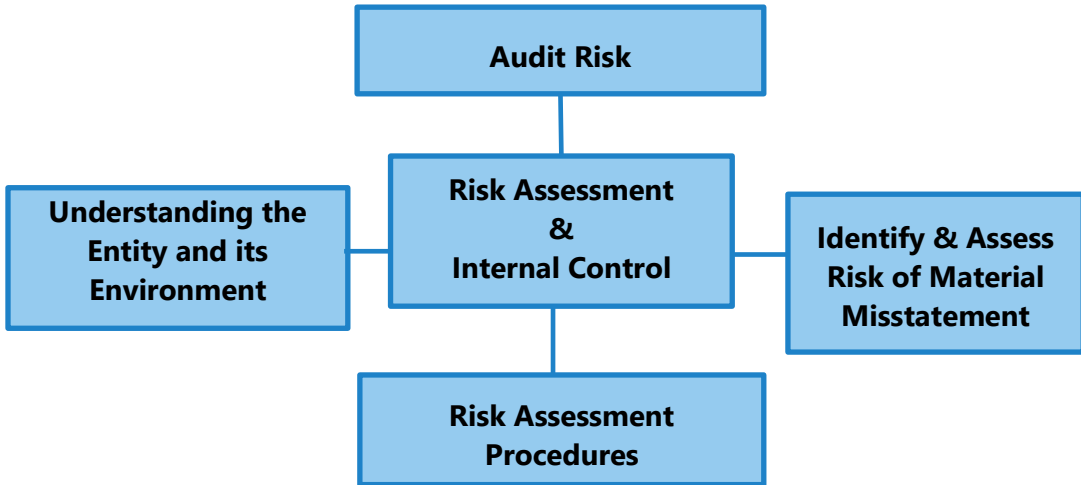 Audit Risk
Understanding the
Entity and its
Environment
Risk Assessment
&
Internal Control
Identify & Assess
Risk of Material
Misstatement
Risk Assessment
Procedures